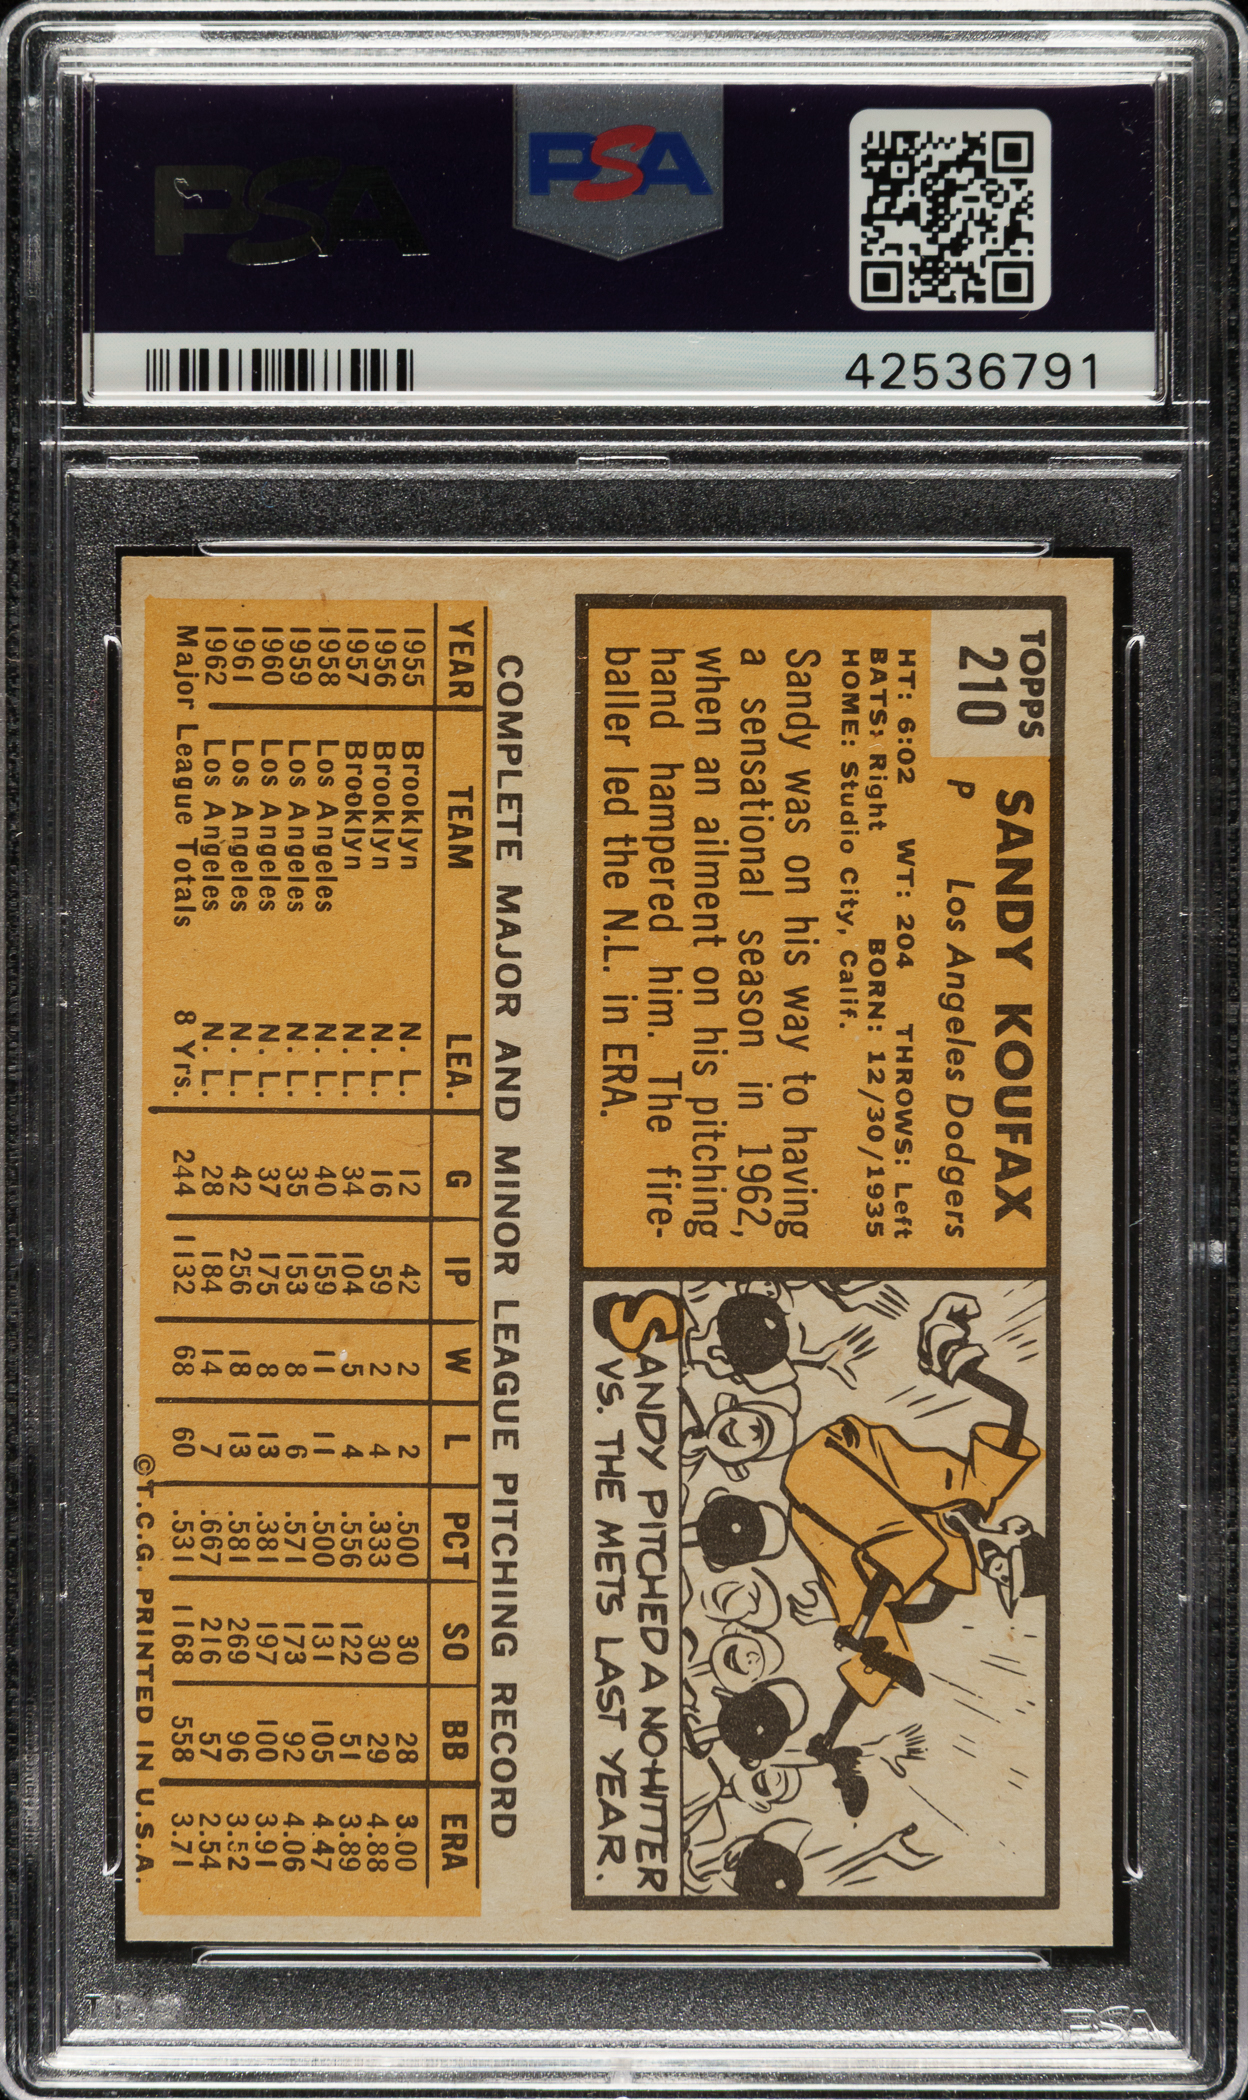 PSA
PSA
42536791
TOPPS
210
SANDY KOUFAX
P Los Angeles Dodgers
HT: 6:02 WT: 204 THROWS: Left
BATS: Right BORN: 12/30/1935
HOME: Studio City, Calif.
Sandy was on his way to having
a sensational season in 1962,
when an ailment on his pitching
hand hampered him. The fire-
baller led the N.L. in ERA.
SANDY PITCHED A NO-HITTER
VS. THE METS LAST YEAR.
COMPLETE MAJOR AND MINOR LEAGUE PITCHING RECORD
YEAR TEAM LEA. G IP W L PCT SO BB ERA
1955 Brooklyn N. L. 12 42 2 2 .500 30 28 3.00
1956 Brooklyn N. L. 16 59 2 4 .333 30 29 4.88
1957 Brooklyn N. L. 34 104 5 4 .556 122 51 3.89
1958 Los Angeles N. L. 40 159 11 11 .500 131 105 4.47
1959 Los Angeles N. L. 35 153 8 6 .571 173 92 4.06
1960 Los Angeles N. L. 37 175 8 13 .381 197 100 3.91
1961 Los Angeles N. L. 42 256 18 13 .581 269 96 3.52
1962 Los Angeles N. L. 28 184 14 7 .667 216 57 2.54
Major League Totals 8 Yrs. 244 1132 68 60 .531 1168 558 3.71
©T.C.G. PRINTED IN U.S.A.
PSA